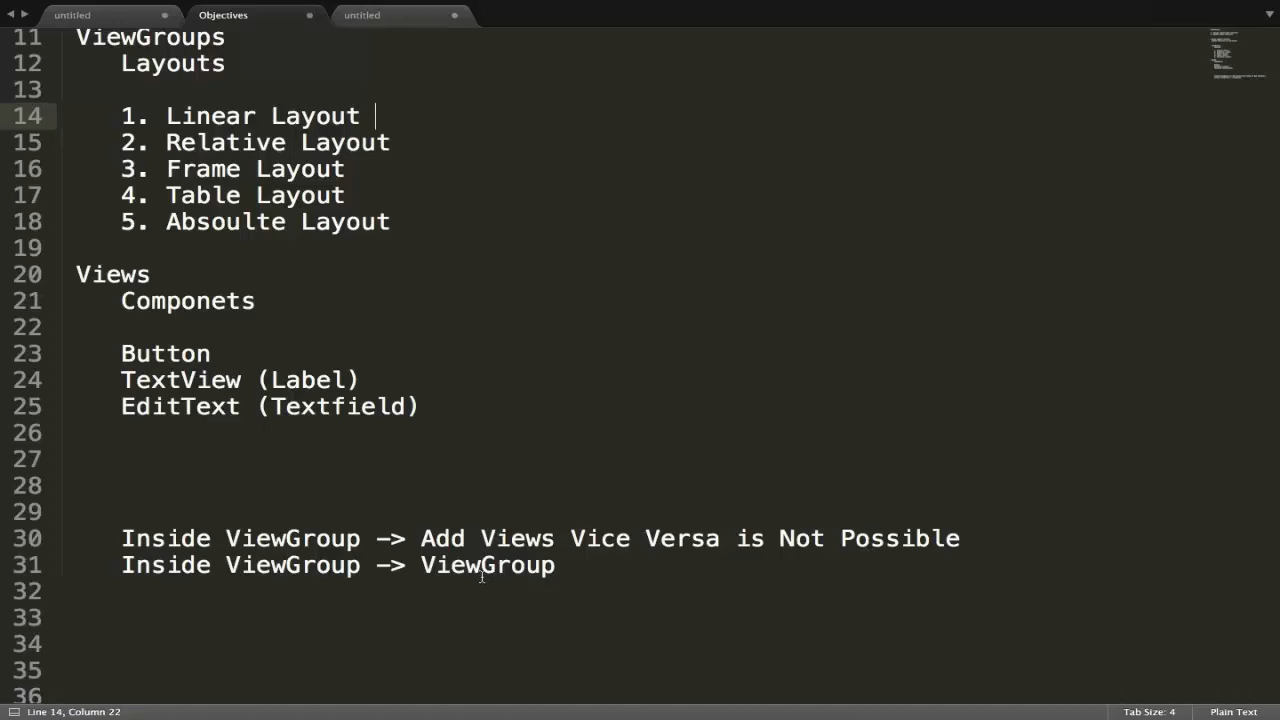 untitled
Objectives
untitled
11 ViewGroups
12 Layouts
13
14 1. Linear Layout
15 2. Relative Layout
16 3. Frame Layout
17 4. Table Layout
18 5. Absoulte Layout
19
20 Views
21 Componets
22
23 Button
24 TextView (Label)
25 EditText (Textfield)
26
27
28
29
30 Inside ViewGroup -> Add Views Vice Versa is Not Possible
31 Inside ViewGroup -> ViewGroup
32
33
34
35
36
Line 14, Column 22
Tab Size: 4
Plain Text